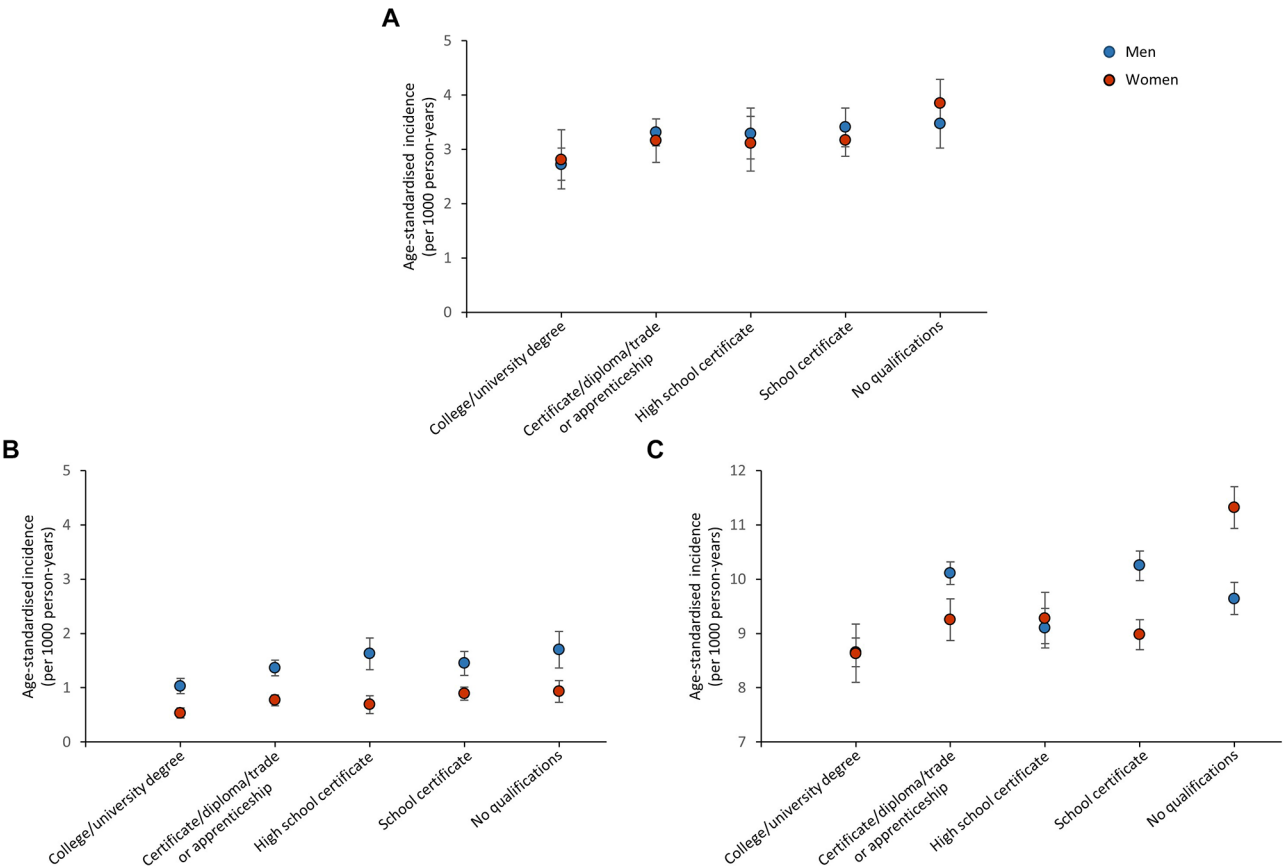 A
Men
Women
Age-standardised incidence
(per 1000 person-years)
5
4
3
2
1
0
College/university degree
Certificate/diploma/trade
or apprenticeship
High school certificate
School certificate
No qualifications
B
Age-standardised incidence
(per 1000 person-years)
5
4
3
2
1
0
College/university degree
Certificate/diploma/trade
or apprenticeship
High school certificate
School certificate
No qualifications
C
Age-standardised incidence
(per 1000 person-years)
12
11
10
9
8
7
College/university degree
Certificate/diploma/trade
or apprenticeship
High school certificate
School certificate
No qualifications